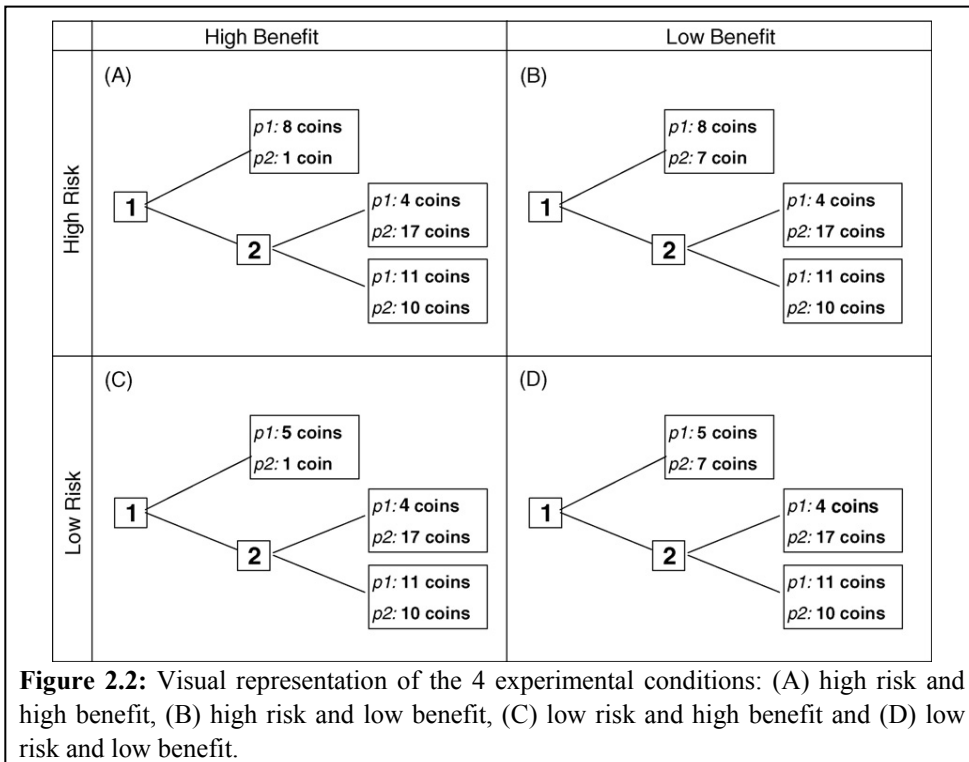 High Benefit
Low Benefit
High Risk
(A)
p1: 8 coins
p2: 1 coin
1
p1: 4 coins
p2: 17 coins
2
p1: 11 coins
p2: 10 coins
(B)
p1: 8 coins
p2: 7 coin
1
p1: 4 coins
p2: 17 coins
2
p1: 11 coins
p2: 10 coins
Low Risk
(C)
p1: 5 coins
p2: 1 coin
1
p1: 4 coins
p2: 17 coins
2
p1: 11 coins
p2: 10 coins
(D)
p1: 5 coins
p2: 7 coins
1
p1: 4 coins
p2: 17 coins
2
p1: 11 coins
p2: 10 coins
Figure 2.2: Visual representation of the 4 experimental conditions: (A) high risk and
high benefit, (B) high risk and low benefit, (C) low risk and high benefit and (D) low
risk and low benefit.